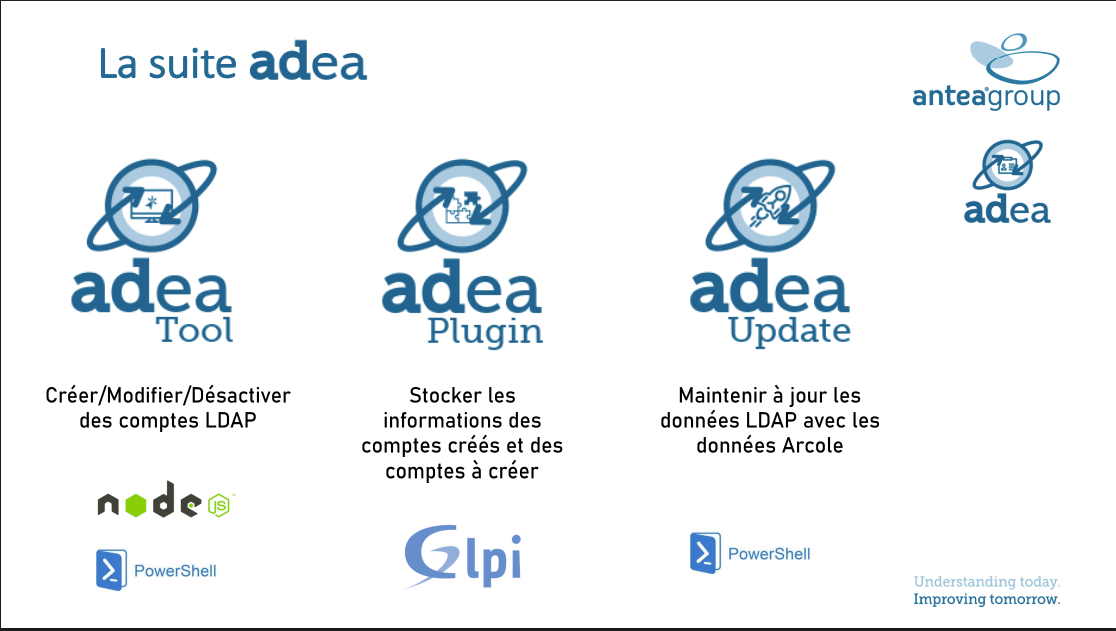 La suite adea
anteagroup
adea
adea
Tool
adea
Plugin
adea
Update
Créer/Modifier/Désactiver
des comptes LDAP
Stocker les
informations des
comptes créés et des
comptes à créer
Maintenir à jour les
données LDAP avec les
données Arcole
node JS
PowerShell
Glpi
PowerShell
Understanding today.
Improving tomorrow.